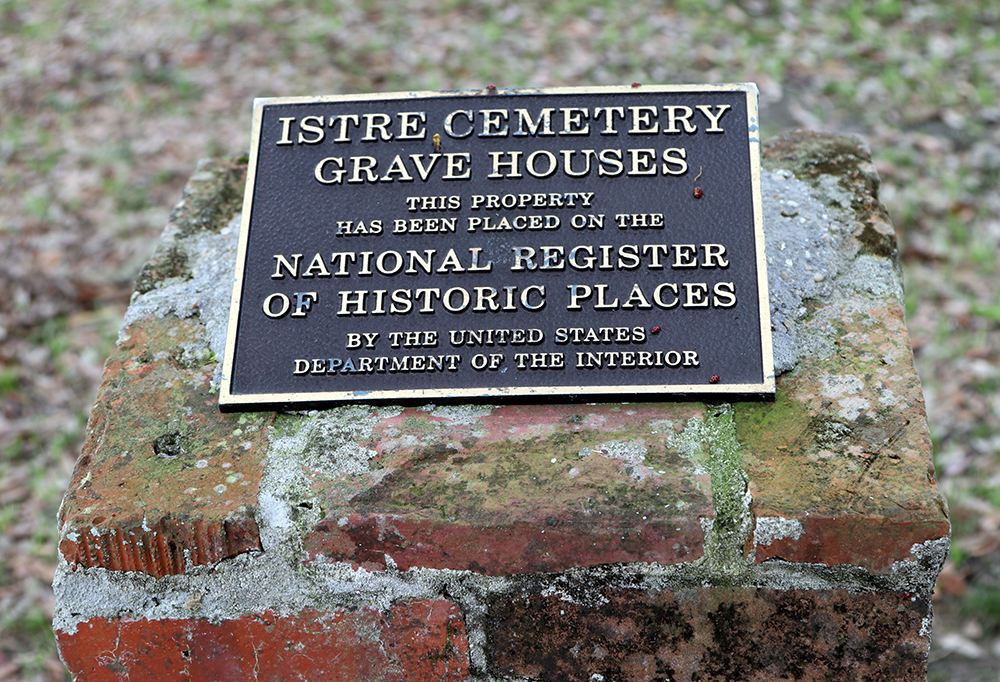 ISTRE CEMETERY
GRAVE HOUSES
THIS PROPERTY
HAS BEEN PLACED ON THE
NATIONAL REGISTER
OF HISTORIC PLACES
BY THE UNITED STATES
DEPARTMENT OF THE INTERIOR